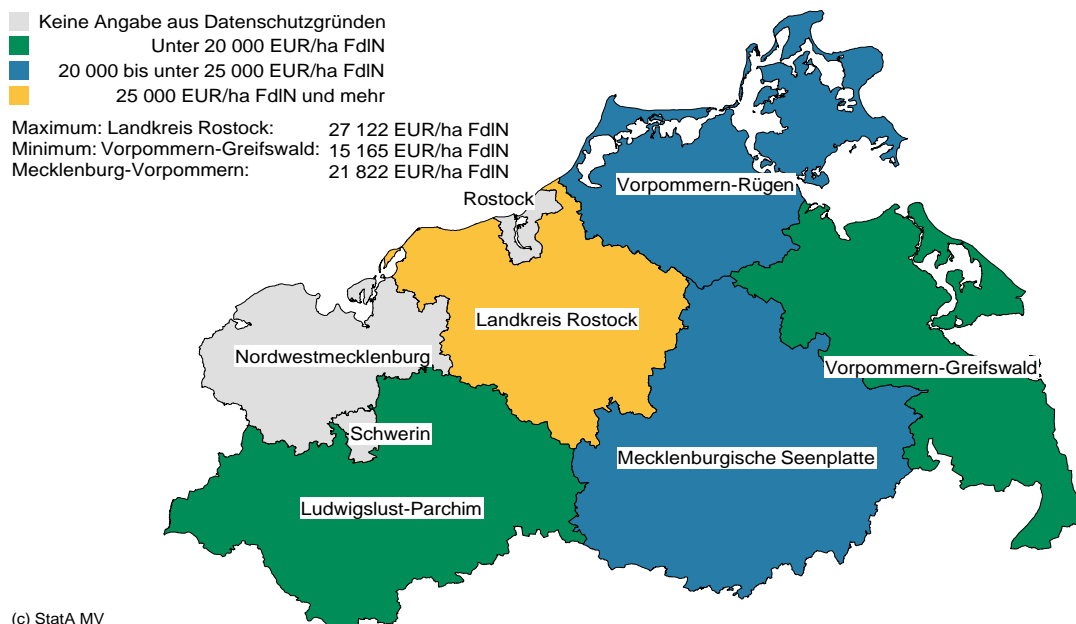 Keine Angabe aus Datenschutzgründen
Unter 20 000 EUR/ha FdlN
20 000 bis unter 25 000 EUR/ha FdlN
25 000 EUR/ha FdlN und mehr
Maximum: Landkreis Rostock: 27 122 EUR/ha FdlN
Minimum: Vorpommern-Greifswald: 15 165 EUR/ha FdlN
Mecklenburg-Vorpommern: 21 822 EUR/ha FdlN
Vorpommern-Rügen
Rostock
Landkreis Rostock
Nordwestmecklenburg
Vorpommern-Greifswald
Schwerin
Mecklenburgische Seenplatte
Ludwigslust-Parchim
(c) StatA MV